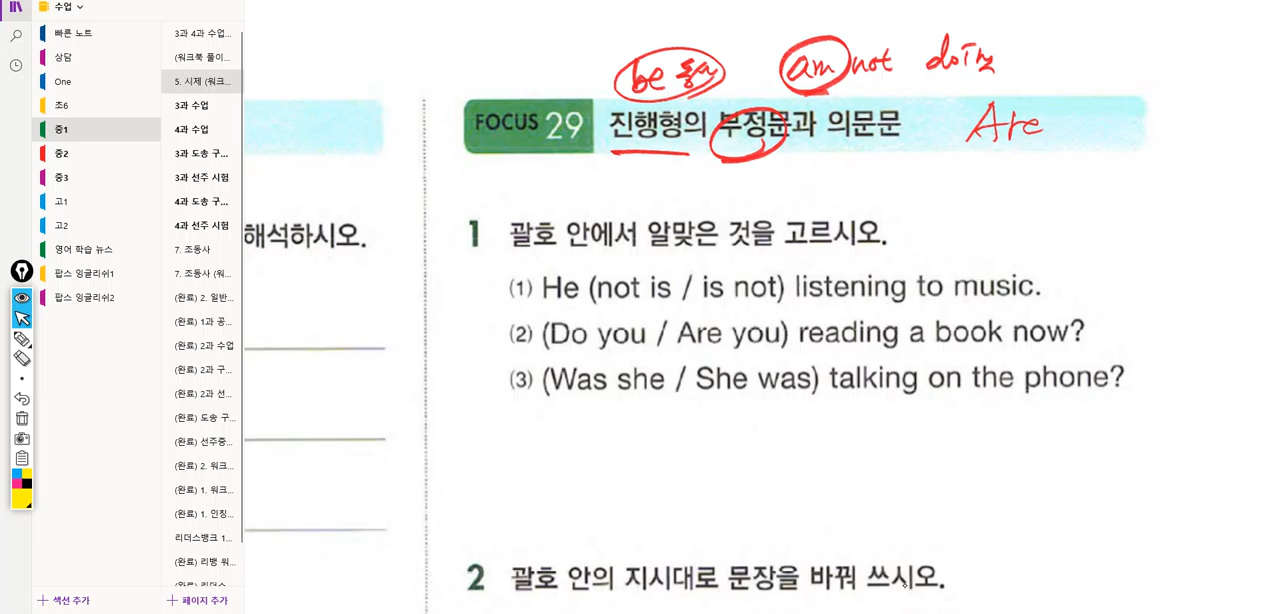 수업
빠른 노트
상담
One
초6
중1
중2
중3
고1
고2
영어 학습 뉴스
팝스 잉글리쉬1
팝스 잉글리쉬2
섹션 추가
3과 4과 수업...
(워크북 풀이...
5. 시제 (워크...
3과 수업
4과 수업
3과 도송 구...
3과 선주 시험
4과 도송 구...
4과 선주 시험
7. 조동사
7. 조동사 (워...
(완료) 2. 일반...
(완료) 1과 공...
(완료) 2과 수업
(완료) 2과 구...
(완료) 2과 선...
(완료) 도송 구...
(완료) 선주중...
(완료) 2. 워크...
(완료) 1. 워크...
(완료) 1. 인칭...
리더스뱅크 1...
(완료) 리뱅 워...
(완료) 리더스
페이지 추가
해석하시오.
be 동사 am not doing
FOCUS 29 진행형의 부정문과 의문문 Are
1 괄호 안에서 알맞은 것을 고르시오.
(1) He (not is / is not) listening to music.
(2) (Do you / Are you) reading a book now?
(3) (Was she / She was) talking on the phone?
2 괄호 안의 지시대로 문장을 바꿔 쓰시오.